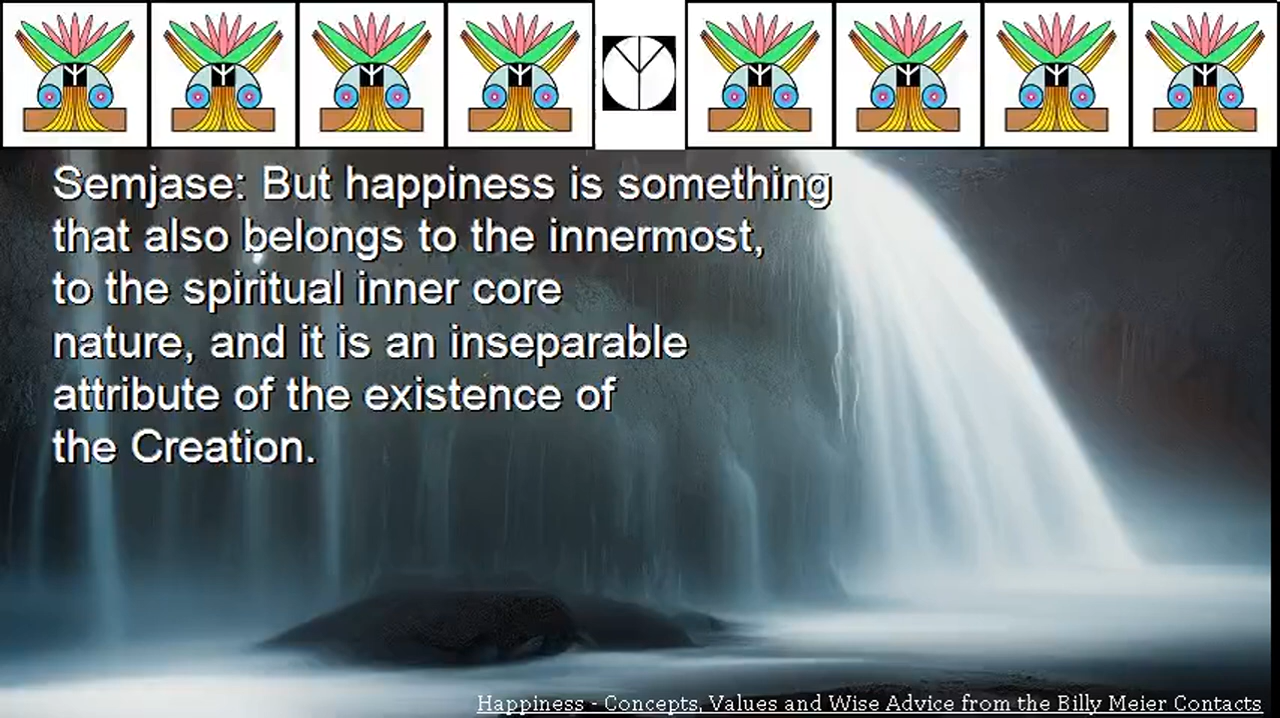 Semjase: But happiness is something
that also belongs to the innermost,
to the spiritual inner core
nature, and it is an inseparable
attribute of the existence of
the Creation.
Happiness - Concepts, Values and Wise Advice from the Billy Meier Contacts